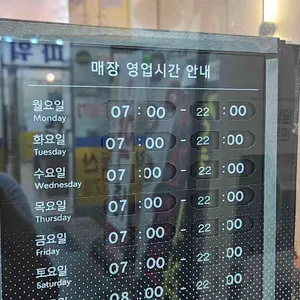 매장 영업시간 안내
월요일 07 : 00 - 22 : 00
Monday
화요일 07 : 00 - 22 : 00
Tuesday
수요일 07 : 00 - 22 : 00
Wednesday
목요일 07 : 00 - 22 : 00
Thursday
금요일 07 : 00 - 22 : 00
Friday
토요일 07 : 00 - 22 : 00
Saturday
08 : 00